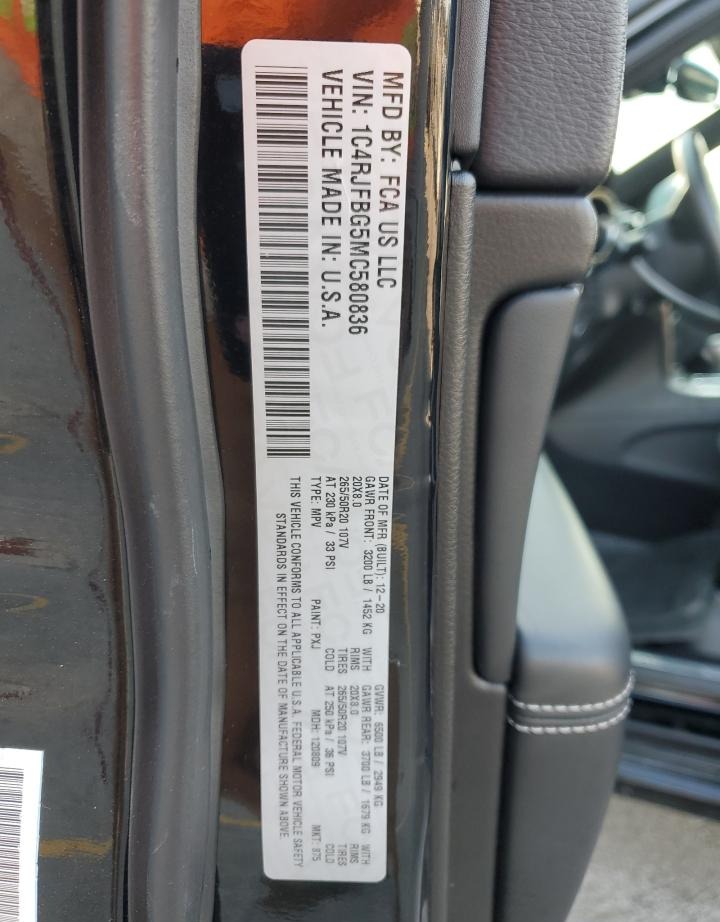 MFD BY: FCA US LLC
VIN: 1C4RJFBG5MC580836
VEHICLE MADE IN: U.S.A.
DATE OF MFR (BUILT): 12-20 GVWR: 6500 LB / 2949 KG
GAWR FRONT: 3200 LB / 1452 KG WITH GAWR REAR: 3700 LB / 1679 KG WITH
20X8.0 RIMS 20X8.0 RIMS
265/50R20 107V TIRES 265/50R20 107V TIRES
AT 230 kPa / 33 PSI COLD AT 250 kPa / 36 PSI COLD
TYPE: MPV PAINT: PXJ MDH: 120809 MKT: 875
THIS VEHICLE CONFORMS TO ALL APPLICABLE U.S.A. FEDERAL MOTOR VEHICLE SAFETY
STANDARDS IN EFFECT ON THE DATE OF MANUFACTURE SHOWN ABOVE.